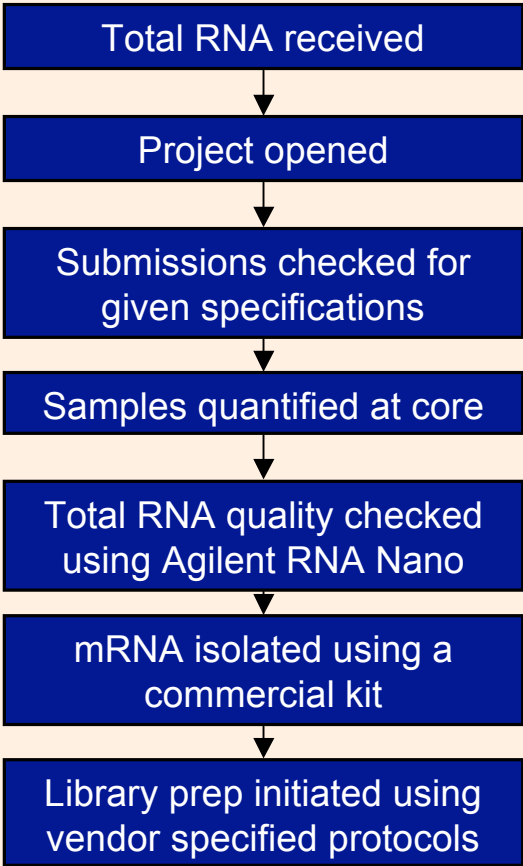 Total RNA received
Project opened
Submissions checked for
given specifications
Samples quantified at core
Total RNA quality checked
using Agilent RNA Nano
mRNA isolated using a
commercial kit
Library prep initiated using
vendor specified protocols